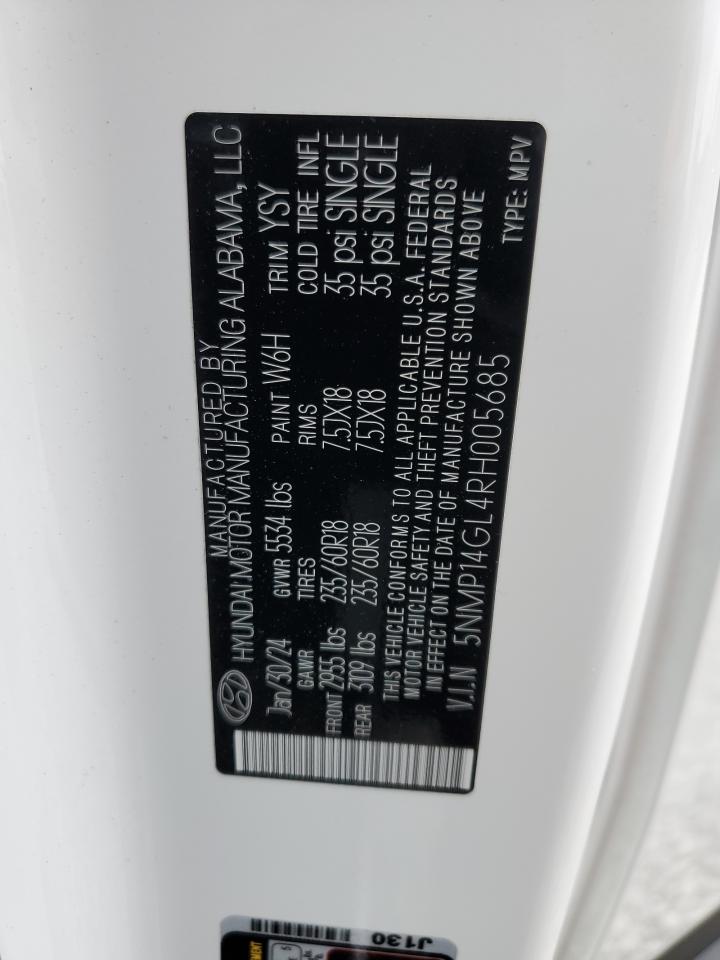 MANUFACTURED BY
HYUNDAI MOTOR MANUFACTURING ALABAMA, LLC
Jan/30/24 GVWR 5534 lbs PAINT W6H TRIM YSY
GAWR TIRES RIMS COLD TIRE INFL
FRONT 2955 lbs 235/60R18 7.5JX18 35 psi SINGLE
REAR 3109 lbs 235/60R18 7.5JX18 35 psi SINGLE
THIS VEHICLE CONFORMS TO ALL APPLICABLE U.S.A. FEDERAL
MOTOR VEHICLE SAFETY AND THEFT PREVENTION STANDARDS
IN EFFECT ON THE DATE OF MANUFACTURE SHOWN ABOVE
V.I.N 5NMP14GL4RH005685 TYPE: MPV
J130